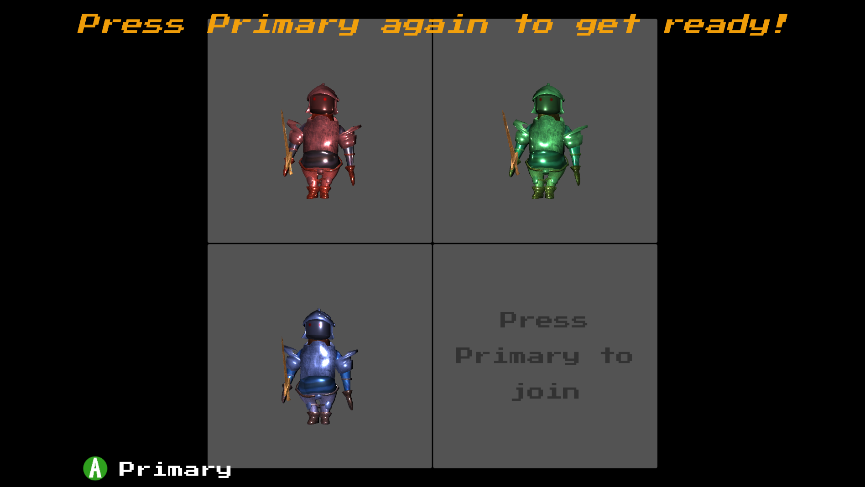 Press Primary again to get ready!
Press
Primary to
join
A Primary